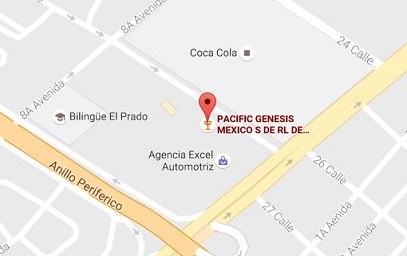 8A Avenida
24 Calle
Coca Cola
8A Avenida
PACIFIC GENESIS
MEXICO S DE RL DE...
Bilingüe El Prado
Agencia Excel
Automotriz
Anillo Periferico
26 Calle
27 Calle
1A Aenida